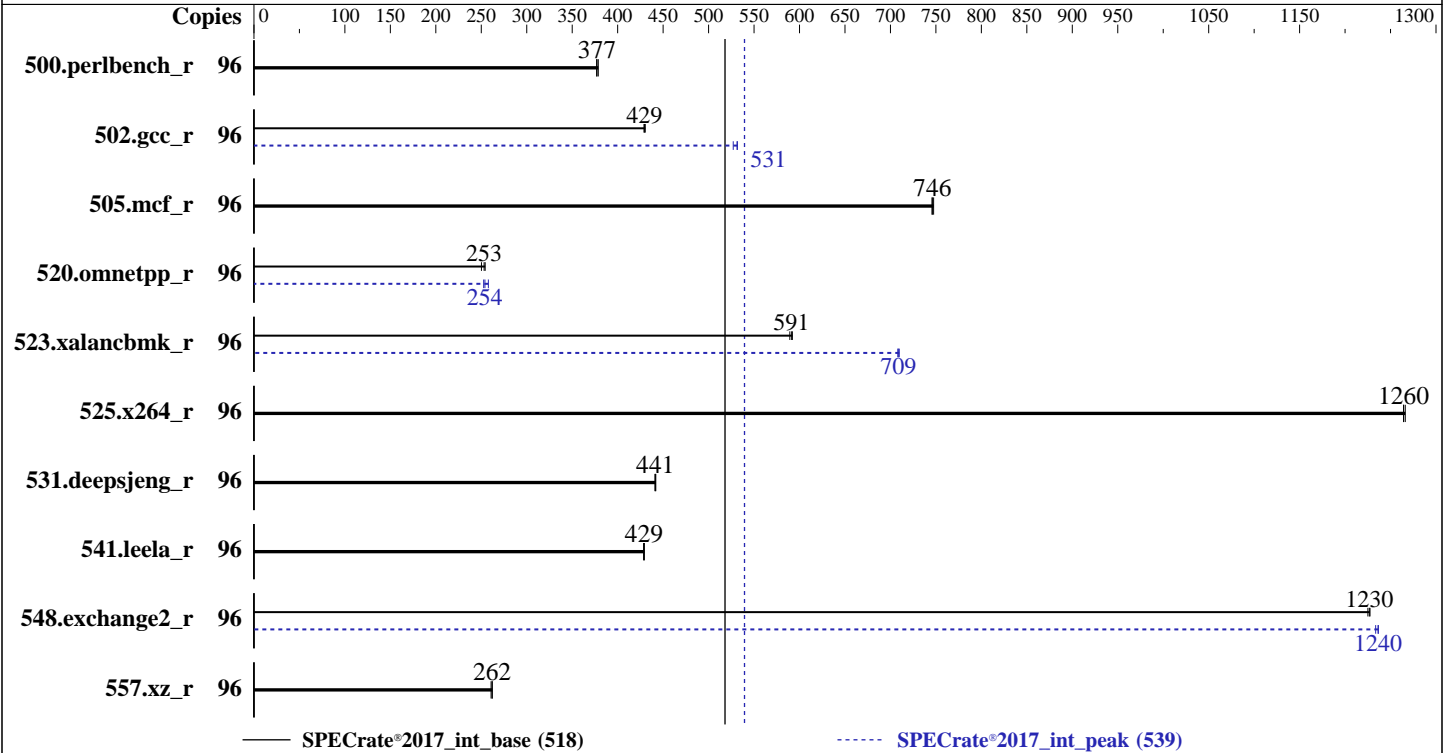 Copies 0 100 150 200 250 300 350 400 450 500 550 600 650 700 750 800 850 900 950 1050 1150 1300
500.perlbench_r 96 377
502.gcc_r 96 429
531
505.mcf_r 96 746
520.omnetpp_r 96 253
254
523.xalancbmk_r 96 591
709
525.x264_r 96 1260
531.deepsjeng_r 96 441
541.leela_r 96 429
548.exchange2_r 96 1230
1240
557.xz_r 96 262
SPECrate®2017_int_base (518) SPECrate®2017_int_peak (539)